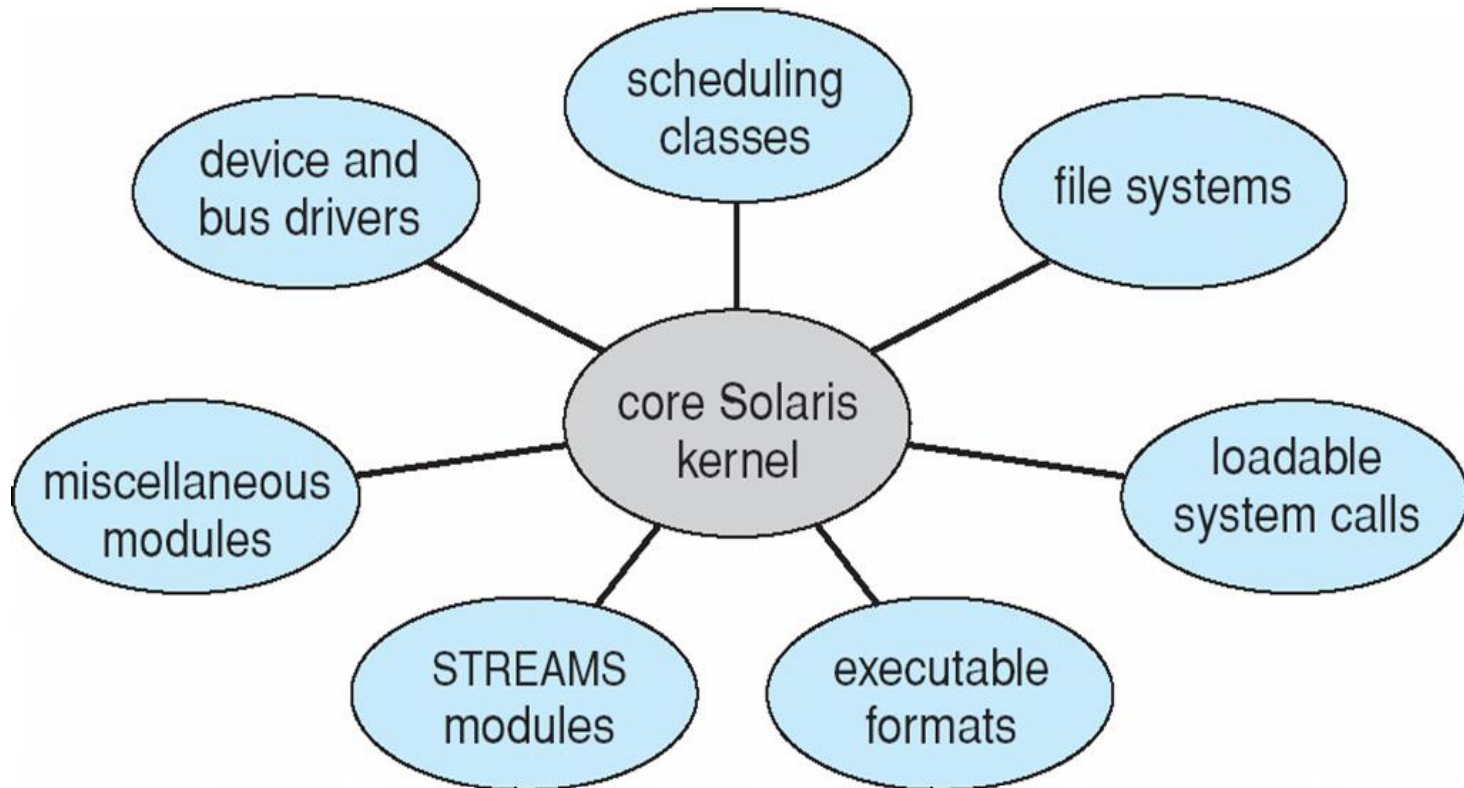 scheduling
classes
device and
bus drivers
file systems
core Solaris
kernel
miscellaneous
modules
loadable
system calls
STREAMS
modules
executable
formats